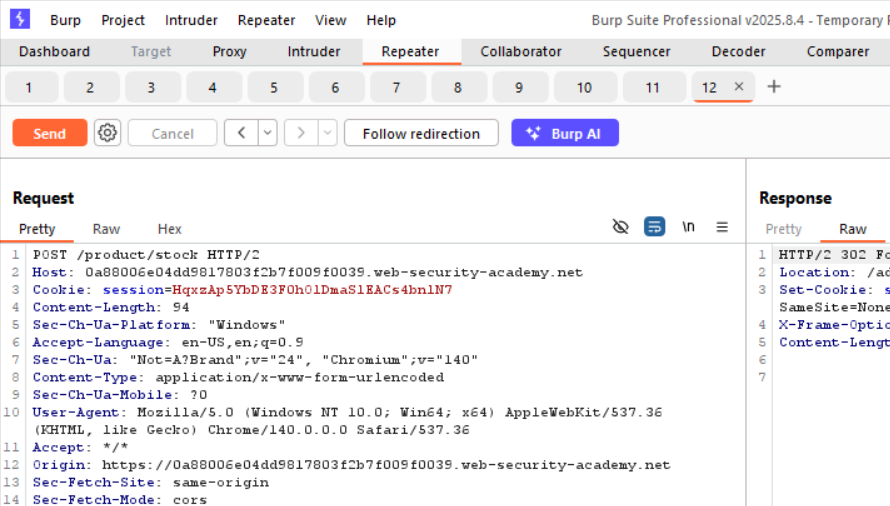 Burp Project Intruder Repeater View Help Burp Suite Professional v2025.8.4 - Temporary
Dashboard Target Proxy Intruder Repeater Collaborator Sequencer Decoder Comparer
1 2 3 4 5 6 7 8 9 10 11 12 × +
Send Cancel < > Follow redirection Burp AI
Request Response
Pretty Raw Hex \n Pretty Raw
1 POST /product/stock HTTP/2
2 Host: 0a88006e04dd9817803f2b7f009f0039.web-security-academy.net
3 Cookie: session=HqxzAp5YbDE3F0hOlDmaSlEACs4bnlN7
4 Content-Length: 94
5 Sec-Ch-Ua-Platform: "Windows"
6 Accept-Language: en-US,en;q=0.9
7 Sec-Ch-Ua: "Not=A?Brand";v="24", "Chromium";v="140"
8 Content-Type: application/x-www-form-urlencoded
9 Sec-Ch-Ua-Mobile: ?0
10 User-Agent: Mozilla/5.0 (Windows NT 10.0; Win64; x64) AppleWebKit/537.36
(KHTML, like Gecko) Chrome/140.0.0.0 Safari/537.36
11 Accept: */*
12 Origin: https://0a88006e04dd9817803f2b7f009f0039.web-security-academy.net
13 Sec-Fetch-Site: same-origin
14 Sec-Fetch-Mode: cors
1 HTTP/2 302 Fo
2 Location: /ad
3 Set-Cookie: s
SameSite=None
4 X-Frame-Optio
5 Content-Lengt
6
7